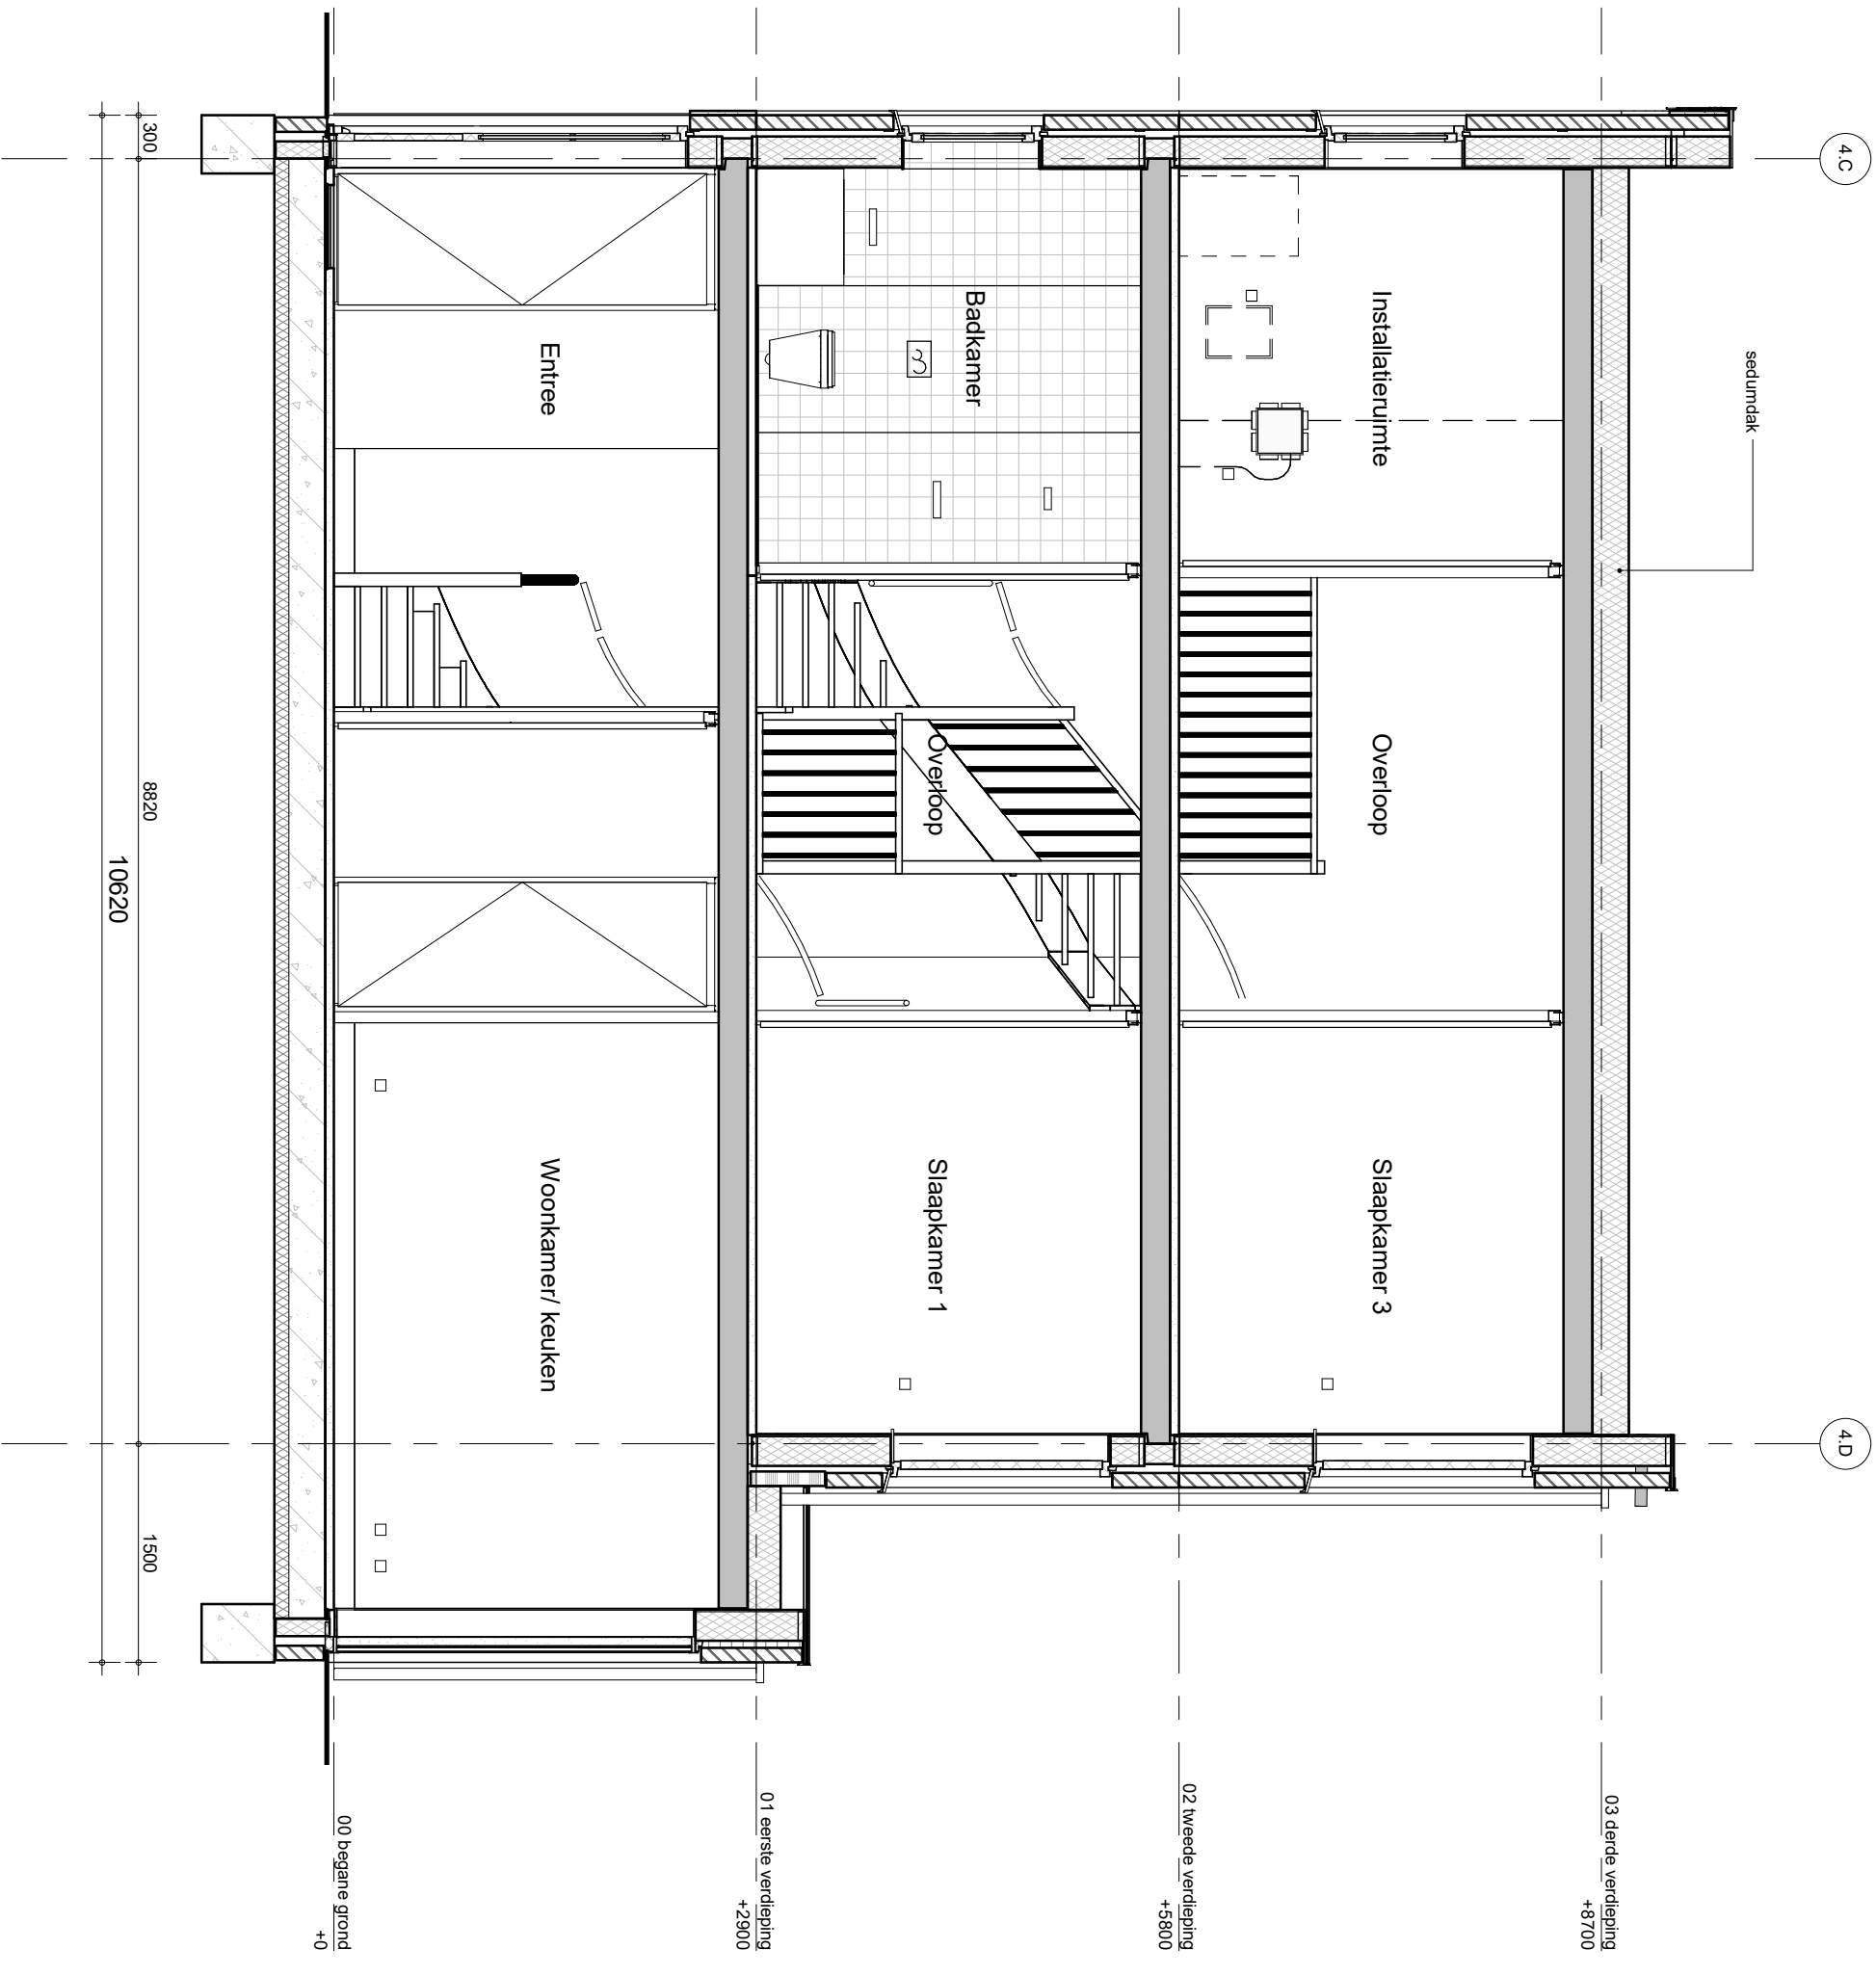 4.C
4.D
sedumdak
03 derde verdieping
+8700
Installatieruimte
Overloop
Slaapkamer 3
02 tweede verdieping
+5800
Badkamer
Overloop
Slaapkamer 1
01 eerste verdieping
+2900
Entree
Woonkamer/ keuken
00 begane grond
+0
300
8820
1500
10620